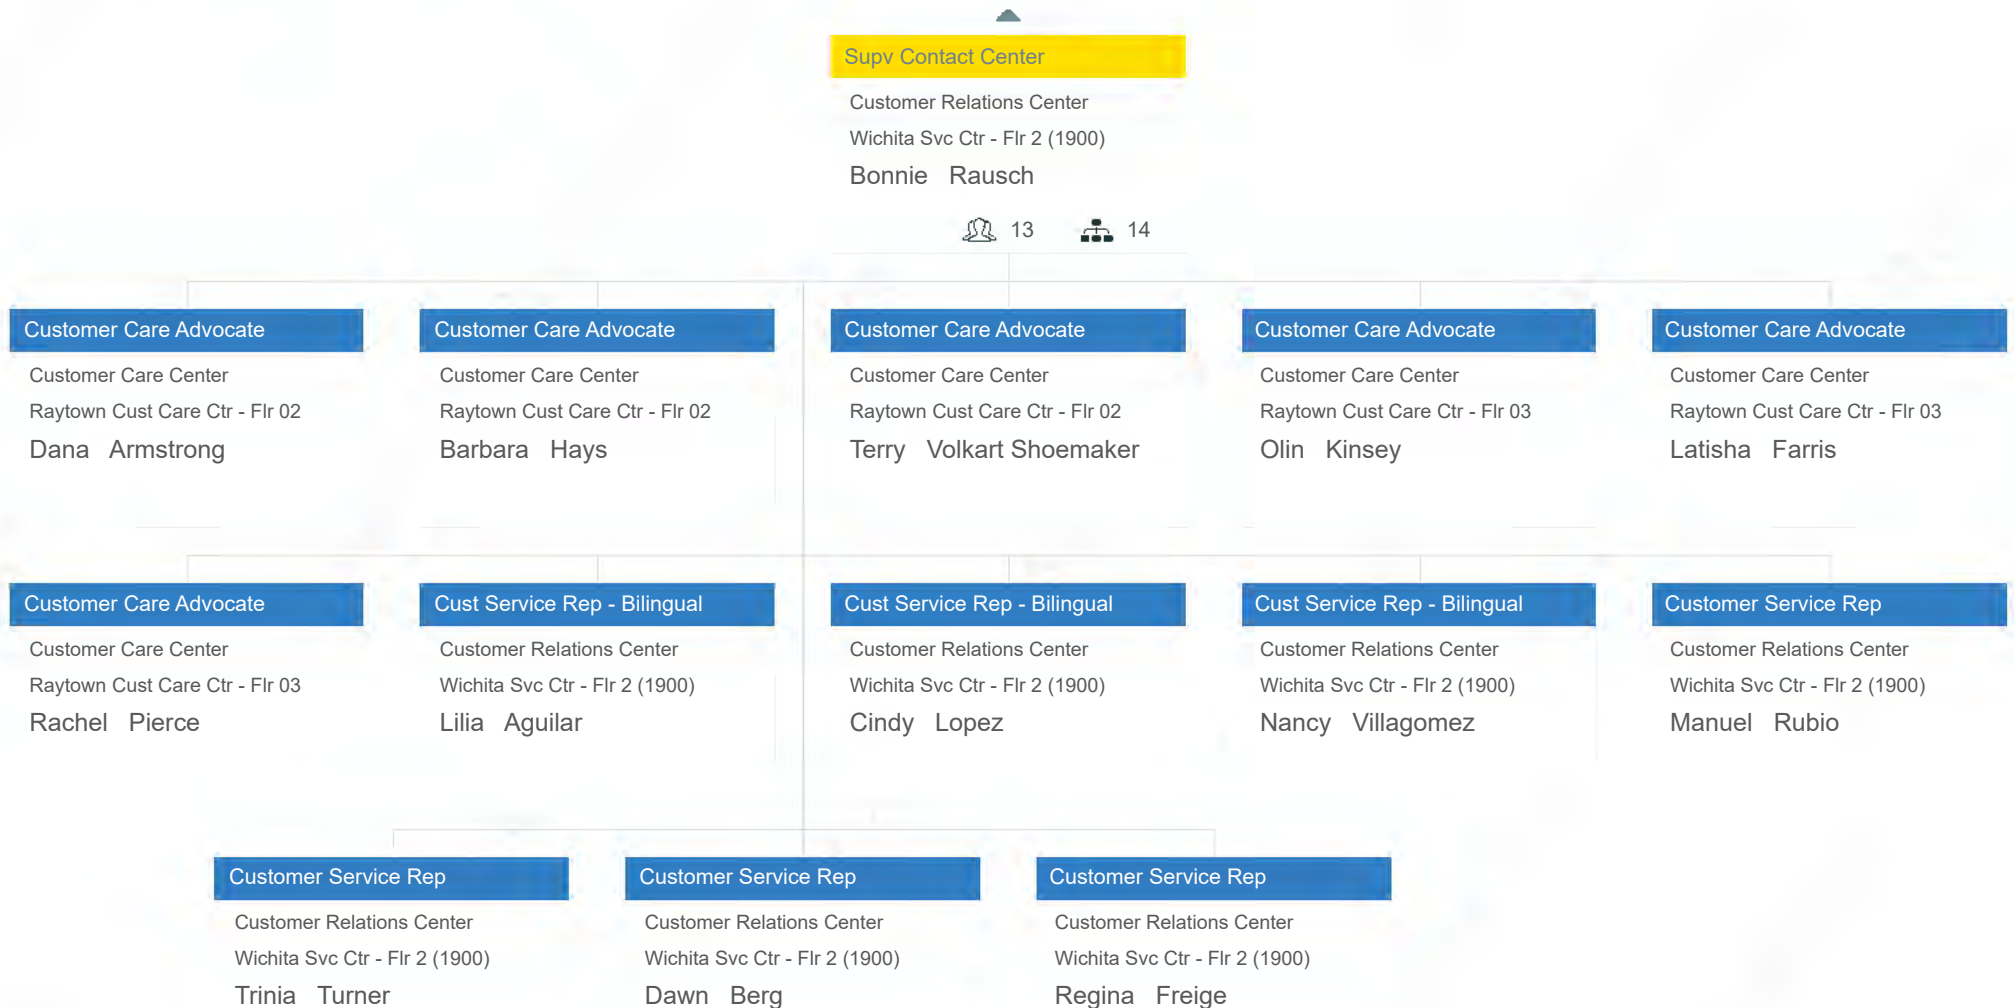 Supv Contact Center
Customer Relations Center
Wichita Svc Ctr - Flr 2 (1900)
Bonnie Rausch
13 14
Customer Care Advocate
Customer Care Center
Raytown Cust Care Ctr - Flr 02
Dana Armstrong
Customer Care Advocate
Customer Care Center
Raytown Cust Care Ctr - Flr 02
Barbara Hays
Customer Care Advocate
Customer Care Center
Raytown Cust Care Ctr - Flr 02
Terry Volkart Shoemaker
Customer Care Advocate
Customer Care Center
Raytown Cust Care Ctr - Flr 03
Olin Kinsey
Customer Care Advocate
Customer Care Center
Raytown Cust Care Ctr - Flr 03
Latisha Farris
Customer Care Advocate
Customer Care Center
Raytown Cust Care Ctr - Flr 03
Rachel Pierce
Cust Service Rep - Bilingual
Customer Relations Center
Wichita Svc Ctr - Flr 2 (1900)
Lilia Aguilar
Cust Service Rep - Bilingual
Customer Relations Center
Wichita Svc Ctr - Flr 2 (1900)
Cindy Lopez
Cust Service Rep - Bilingual
Customer Relations Center
Wichita Svc Ctr - Flr 2 (1900)
Nancy Villagomez
Customer Service Rep
Customer Relations Center
Wichita Svc Ctr - Flr 2 (1900)
Manuel Rubio
Customer Service Rep
Customer Relations Center
Wichita Svc Ctr - Flr 2 (1900)
Trinia Turner
Customer Service Rep
Customer Relations Center
Wichita Svc Ctr - Flr 2 (1900)
Dawn Berg
Customer Service Rep
Customer Relations Center
Wichita Svc Ctr - Flr 2 (1900)
Regina Freige